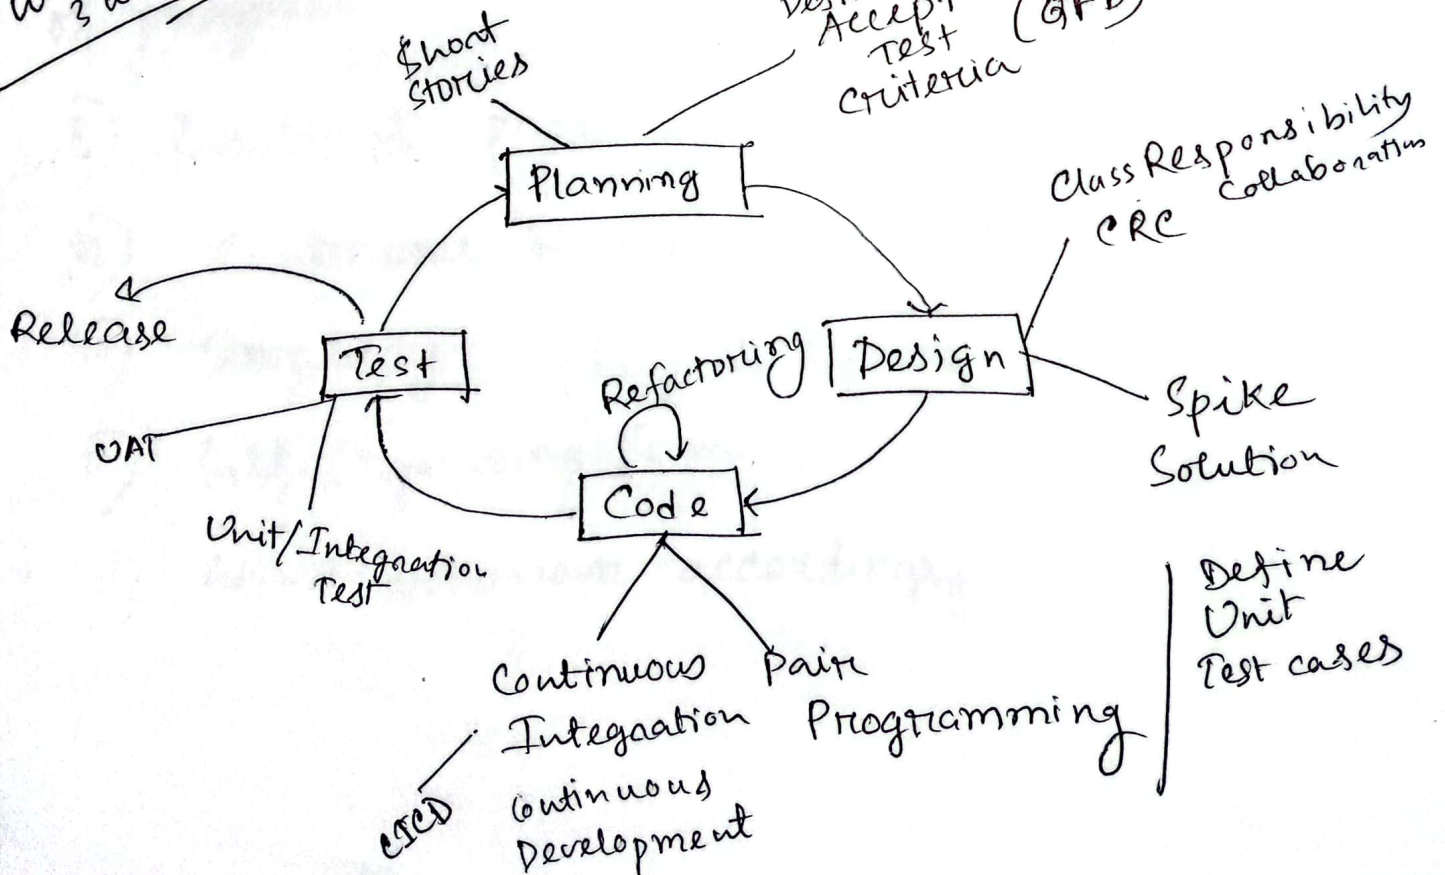 Short
Stories
Test
Criteria
Planning
Class Responsibility
Collaboration
CRC
Release
Test
Refactoring
Design
UAT
Spike
Solution
Code
Unit/Integration
Test
Define
Unit
Test cases
Continuous
Integration
Pair
Programming
CICD
Continuous
Development